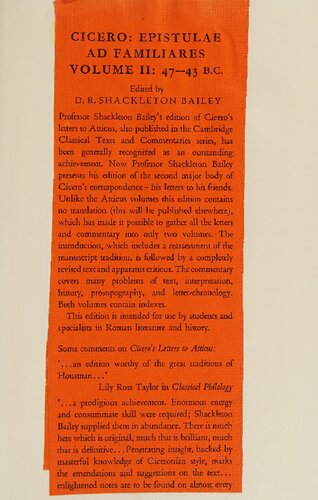 CICERO: EPISTULAE
AD FAMILIARES
VOLUME II: 47–43 B.C.
Edited by
D. R. SHACKLETON BAILEY
Professor Shackleton Bailey's edition of Cicero's
letters to Atticus, also published in the Cambridge
Classical Texts and Commentaries series, has
been generally recognized as an outstanding
achievement. Now Professor Shackleton Bailey
presents his edition of the second major body of
Cicero's correspondence – his letters to his friends.
Unlike the Atticus volumes this edition contains
no translation (this will be published elsewhere),
which has made it possible to gather all the letters
and commentary into only two volumes. The
introduction, which includes a reassessment of the
manuscript tradition, is followed by a completely
revised text and apparatus criticus. The commentary
covers many problems of text, interpretation,
history, prosopography, and letter-chronology.
Both volumes contain indexes.
This edition is intended for use by students and
specialists in Roman literature and history.
Some comments on Cicero's Letters to Atticus:
'...an edition worthy of the great traditions of
Housman...'
Lily Ross Taylor in Classical Philology
'...a prodigious achievement. Enormous energy
and consummate skill were required; Shackleton
Bailey supplied them in abundance. There is much
here which is original, much that is brilliant, much
that is definitive...Penetrating insight, backed by
masterful knowledge of Ciceronian style, marks
the emendations and suggestions on the text...
enlightened notes are to be found on almost every